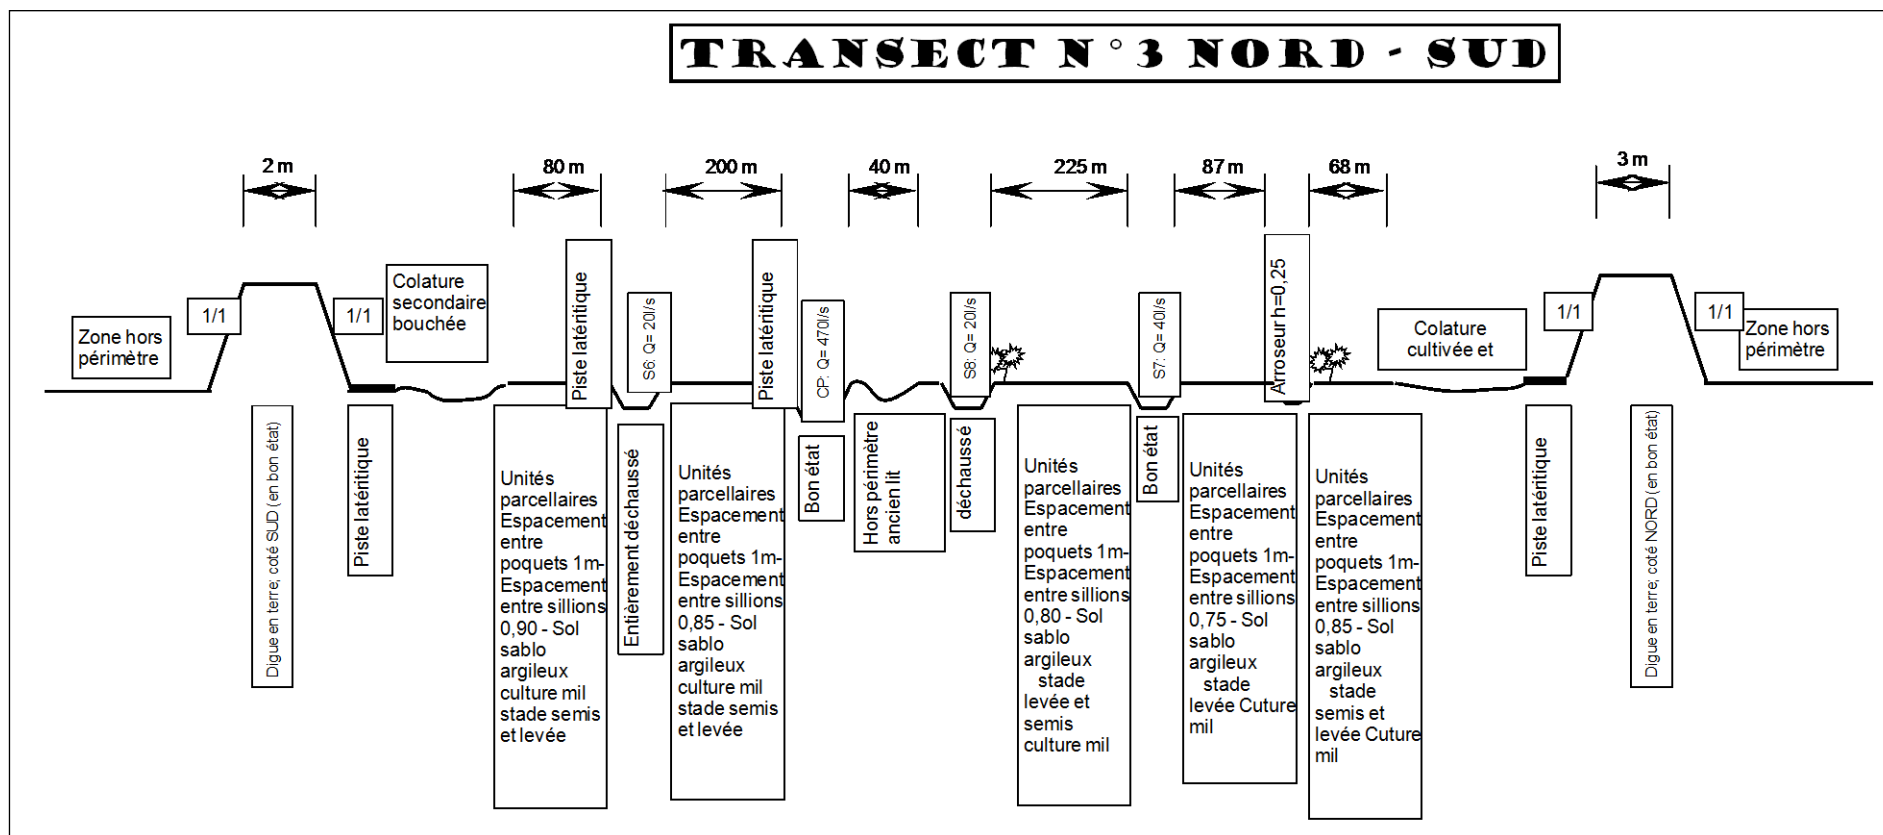 TRANSECT N°3 NORD - SUD
2 m
80 m
200 m
40 m
225 m
87 m
68 m
3 m
Zone hors
périmètre
1/1
1/1
Colature
secondaire
bouchée
Piste latéritique
S6: Q= 20l/s
Piste latéritique
CP: Q= 470l/s
S8: Q= 20l/s
S7: Q= 40l/s
Arroseur h=0,25
Colature
cultivée et
1/1
1/1
Zone hors
périmètre
Digue en terre; coté SUD (en bon état)
Piste latéritique
Unités
parcellaires
Espacement
entre
poquets 1m-
Espacement
entre sillions
0,90 - Sol
sablo
argileux
culture mil
stade semis
et levée
Entièrement déchaussé
Unités
parcellaires
Espacement
entre
poquets 1m-
Espacement
entre sillions
0,85 - Sol
sablo
argileux
culture mil
stade semis
et levée
Bon état
Hors périmètre
ancien lit
déchaussé
Unités
parcellaires
Espacement
entre
poquets 1m-
Espacement
entre sillions
0,80 - Sol
sablo
argileux
stade
levée et
semis
culture mil
Bon état
Unités
parcellaires
Espacement
entre
poquets 1m-
Espacement
entre sillions
0,75 - Sol
sablo
argileux
stade
levée Cuture
mil
Unités
parcellaires
Espacement
entre
poquets 1m-
Espacement
entre sillions
0,85 - Sol
sablo
argileux
stade
semis et
levée Cuture
mil
Piste latéritique
Digue en terre; coté NORD (en bon état)